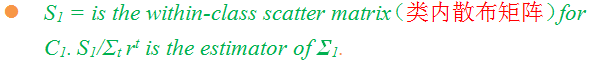 S₁ = is the within-class scatter matrix（类内散布矩阵）for
C₁. S₁/Σₜ rᵗ is the estimator of Σ₁.